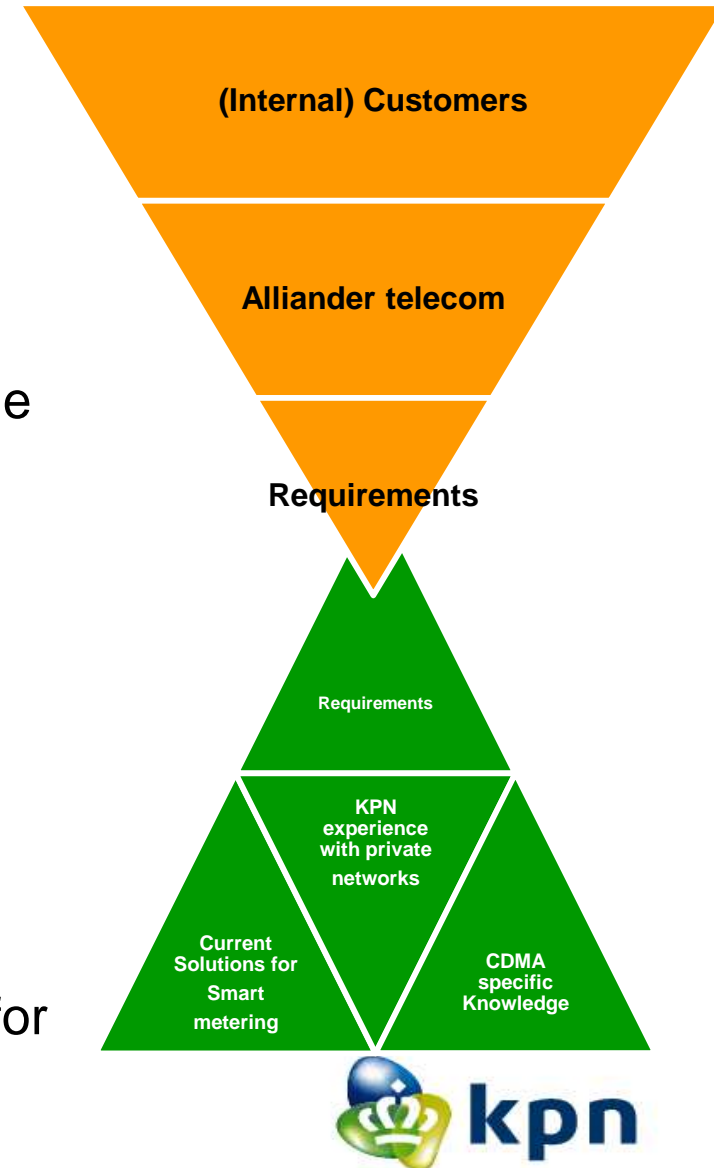 (Internal) Customers
Alliander telecom
e
Requirements
Requirements
KPN
experience
with private
networks
Current
Solutions for
Smart
metering
CDMA
specific
Knowledge
for
kpn